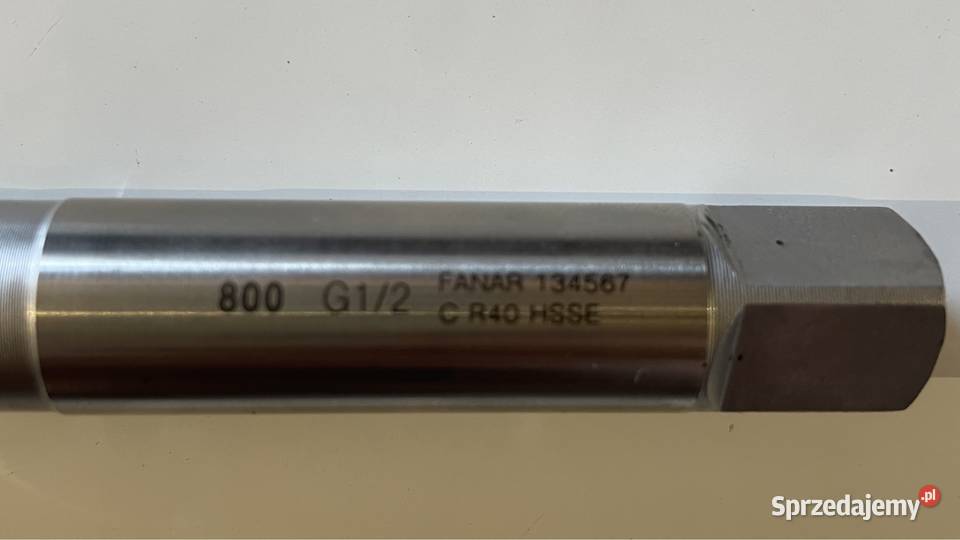 800 G1/2 FANAR 134567
C R40 HSSE
Sprzedajemy.pl